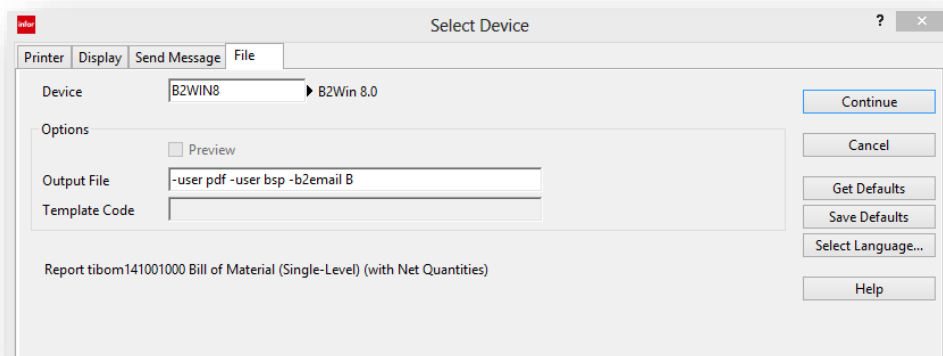 infor
Select Device
?
×
Printer
Display
Send Message
File
Device
B2WIN8
B2Win 8.0
Continue
Options
Cancel
Preview
Output File
-user pdf -user bsp -b2email B
Get Defaults
Template Code
Save Defaults
Select Language...
Report tibom141001000 Bill of Material (Single-Level) (with Net Quantities)
Help